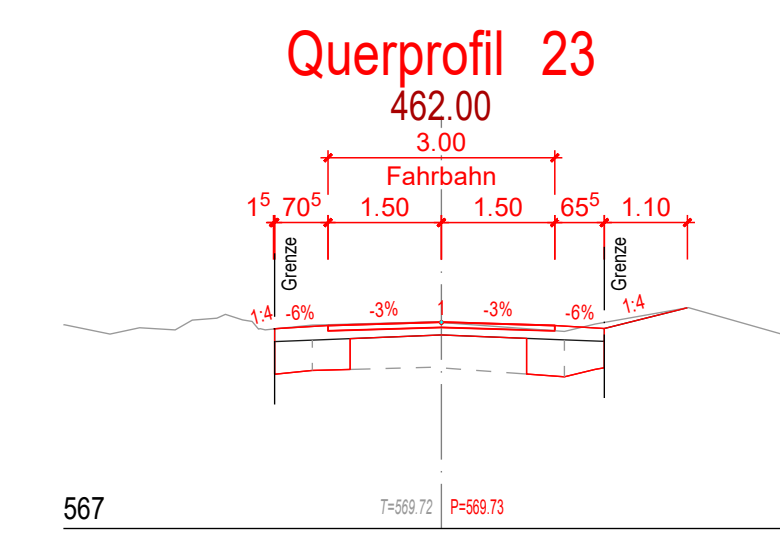 Querprofil 23
462.00
3.00
Fahrbahn
1⁵ 70⁵ 1.50 1.50 65⁵ 1.10
Grenze
Grenze
1:4 -6% -3% 1 -3% -6% 1:4
567 T=569.72 P=569.73